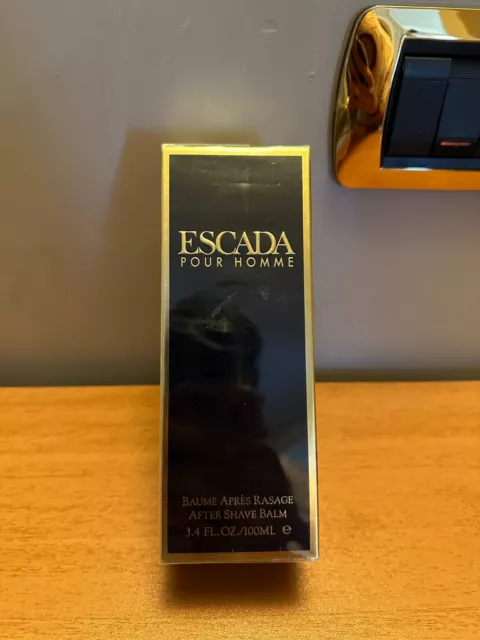 ESCADA
POUR HOMME
BAUME APRÈS RASAGE
AFTER SHAVE BALM
3.4 FL.OZ./100ML ℮